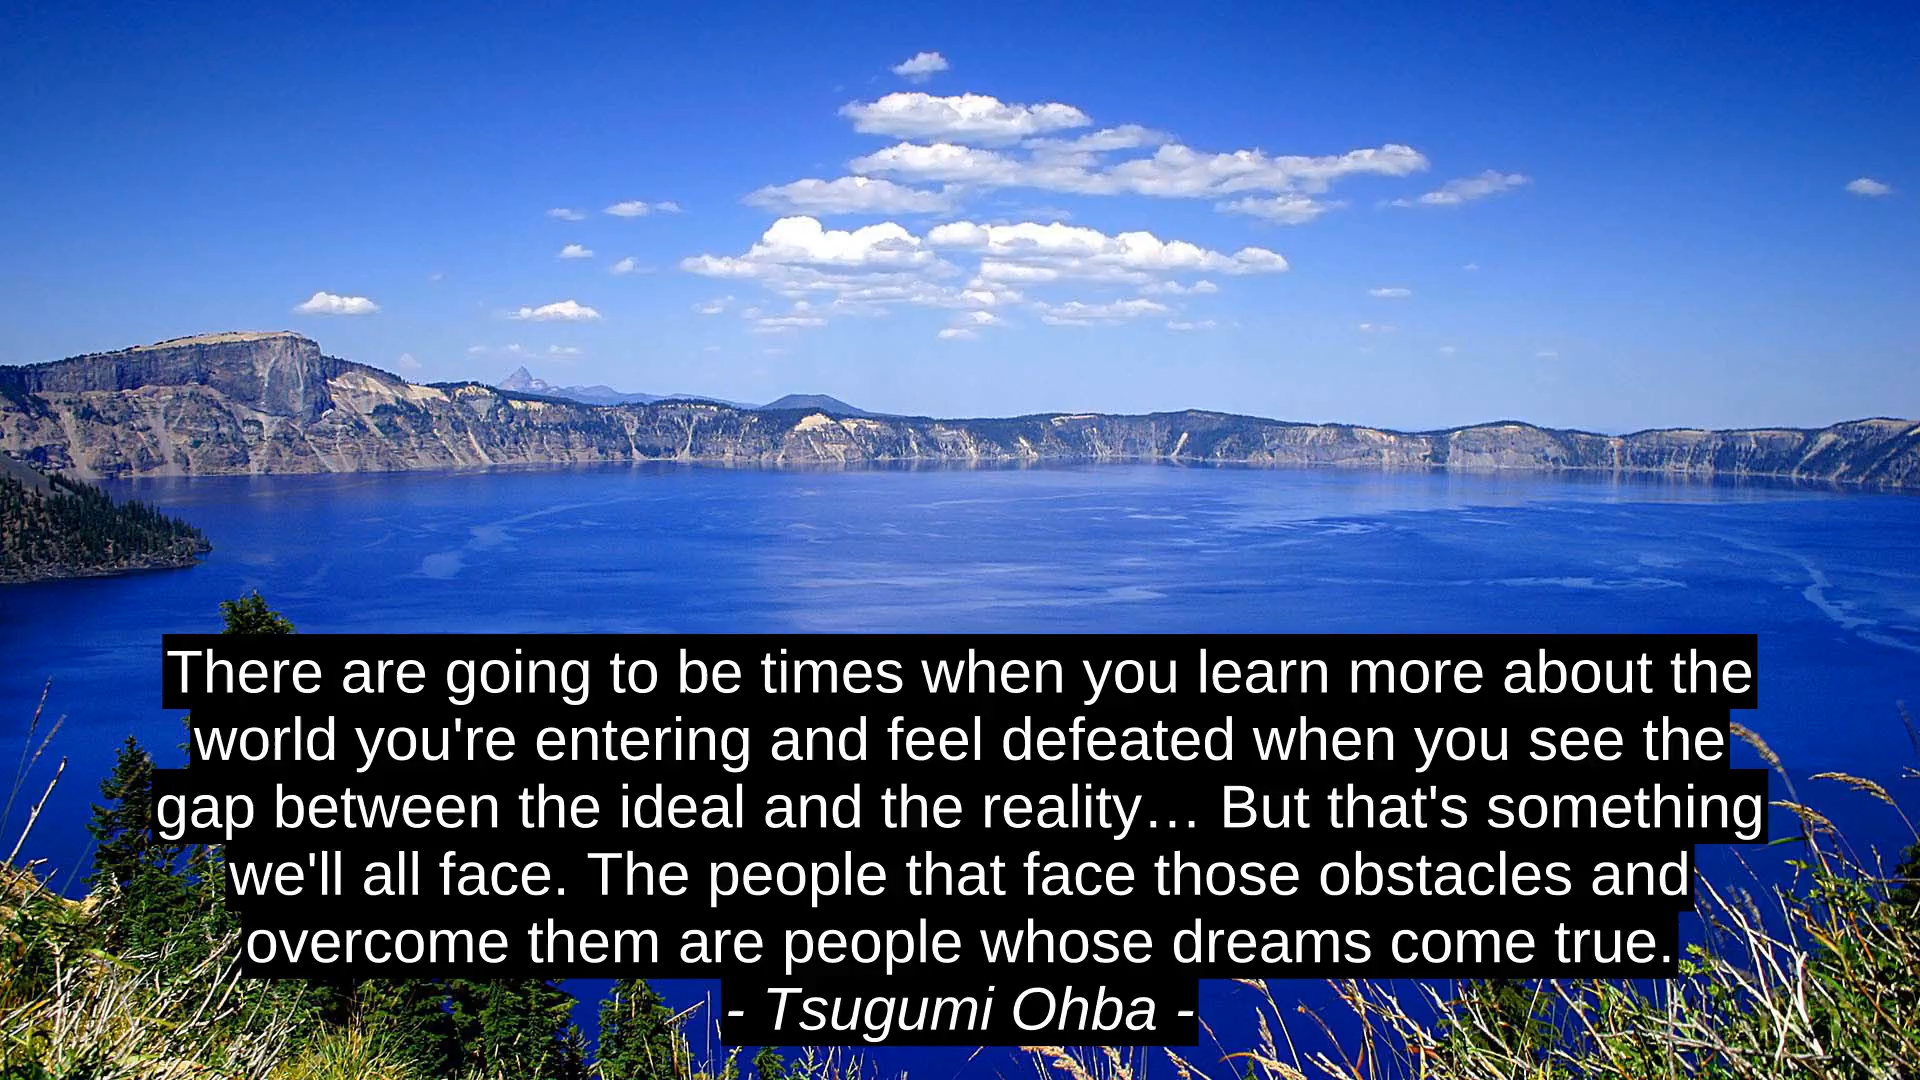 There are going to be times when you learn more about the
world you're entering and feel defeated when you see the
gap between the ideal and the reality… But that's something
we'll all face. The people that face those obstacles and
overcome them are people whose dreams come true.
- Tsugumi Ohba -